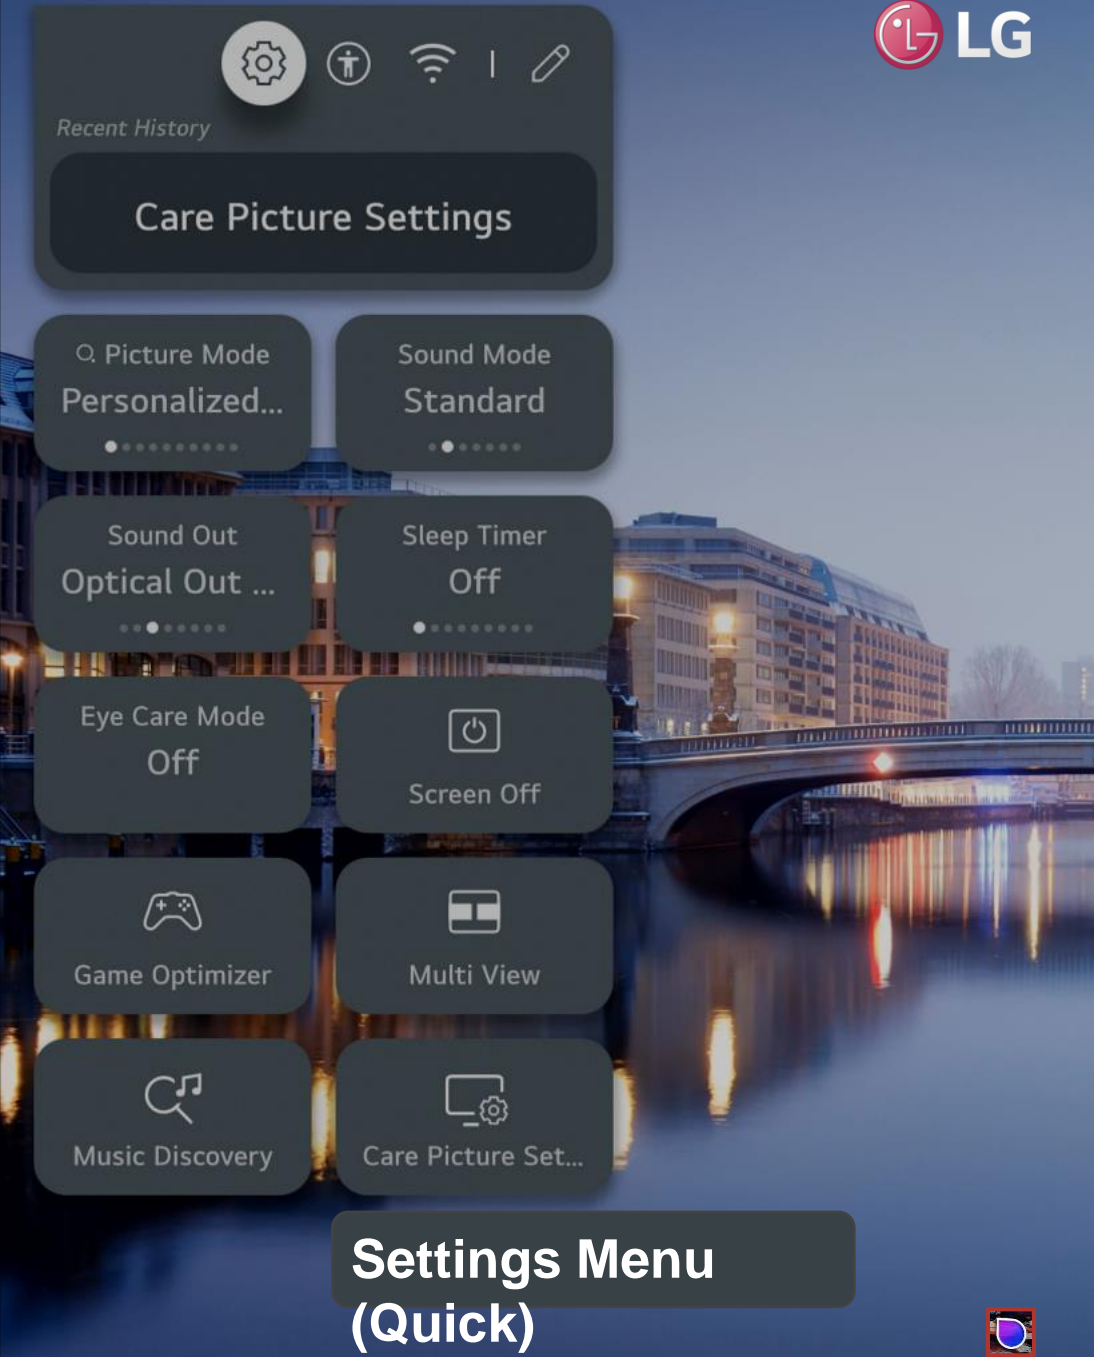 LG
Recent History
Care Picture Settings
Picture Mode
Personalized...
Sound Mode
Standard
Sound Out
Optical Out ...
Sleep Timer
Off
Eye Care Mode
Off
Screen Off
Game Optimizer
Multi View
Music Discovery
Care Picture Set...
Settings Menu
(Quick)